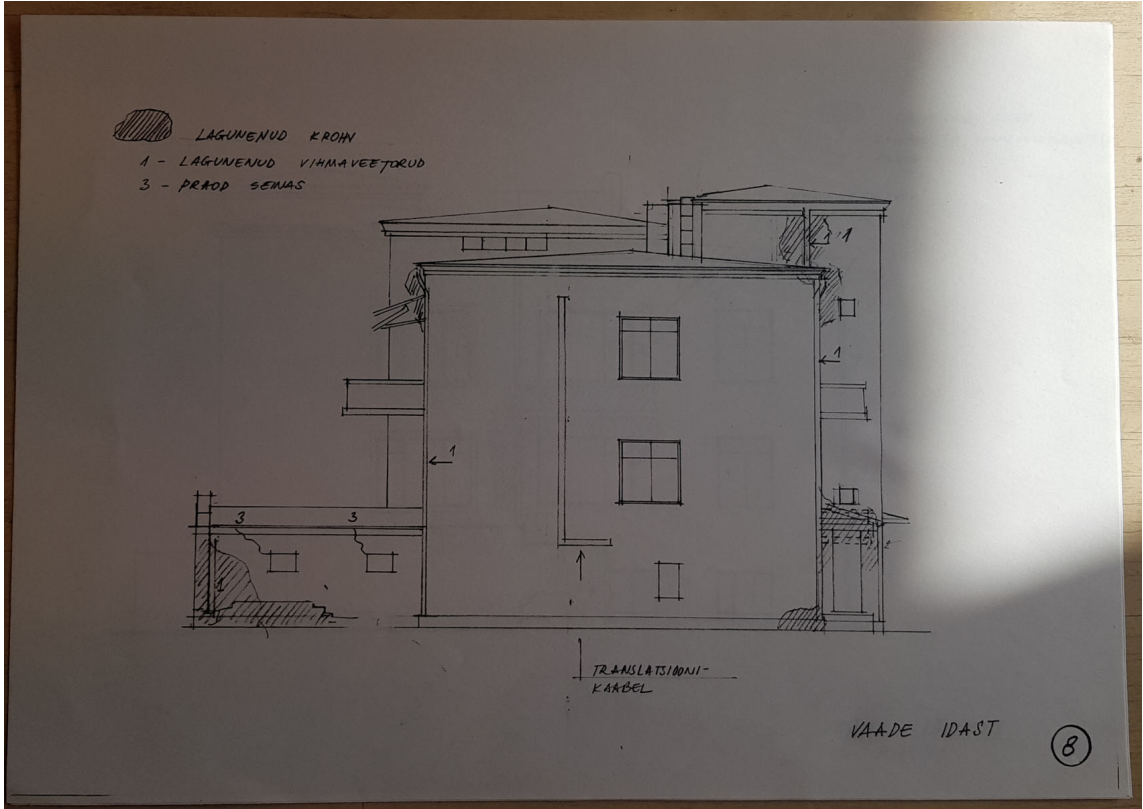 LAGUNENUD KROHV
1 - LAGUNENUD VIHMAVEETORUD
3 - PRAOD SEINAS
1
1
1
3 3
1
2
TRANSLATSIOONI-
KAABEL
VAADE IDAST
8